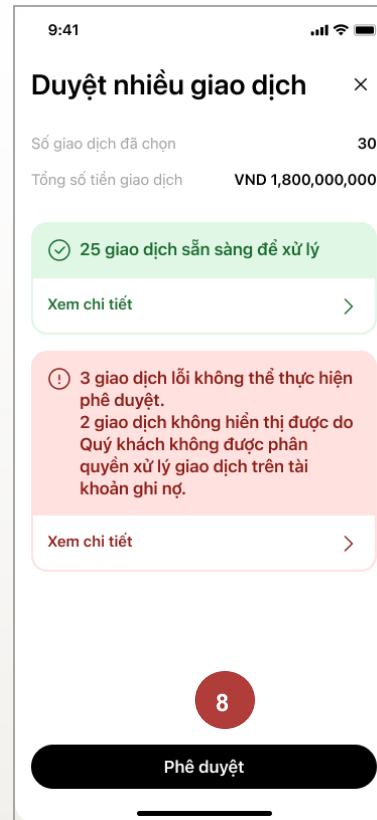 9:41
Duyệt nhiều giao dịch
Số giao dịch đã chọn 30
Tổng số tiền giao dịch VND 1,800,000,000
25 giao dịch sẵn sàng để xử lý
Xem chi tiết
3 giao dịch lỗi không thể thực hiện
phê duyệt.
2 giao dịch không hiển thị được do
Quý khách không được phân
quyền xử lý giao dịch trên tài
khoản ghi nợ.
Xem chi tiết
8
Phê duyệt